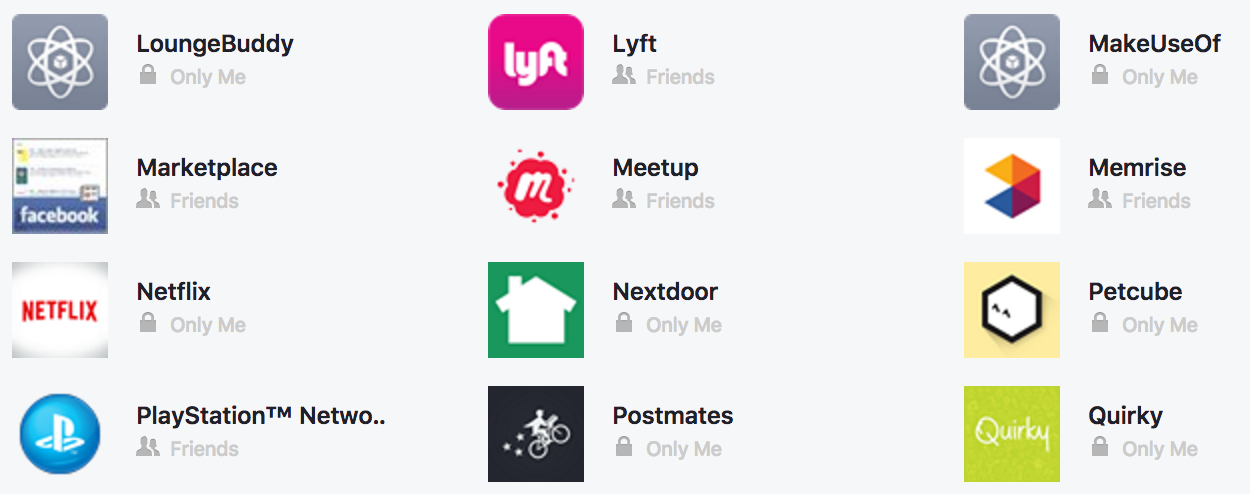 LoungeBuddy
Only Me
lyft
Lyft
Friends
MakeUseOf
Only Me
facebook
Marketplace
Friends
m
Meetup
Friends
Memrise
Friends
NETFLIX
Netflix
Only Me
Nextdoor
Only Me
Petcube
Only Me
PlayStation™ Netwo..
Friends
Postmates
Only Me
Quirky
Quirky
Only Me